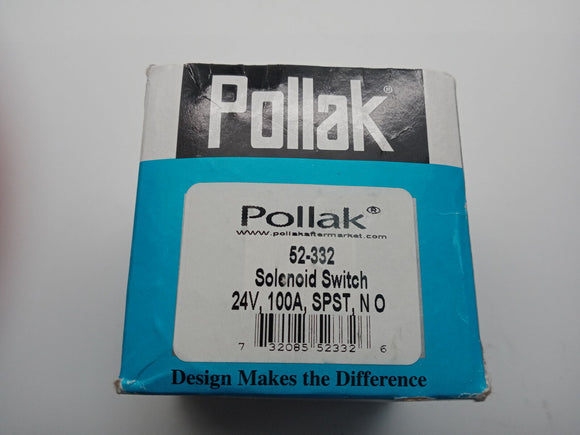 Pollak®
Pollak®
www.pollakaftermarket.com
52-332
Solenoid Switch
24V, 100A, SPST, N O
7 32085 52332 6
Design Makes the Difference